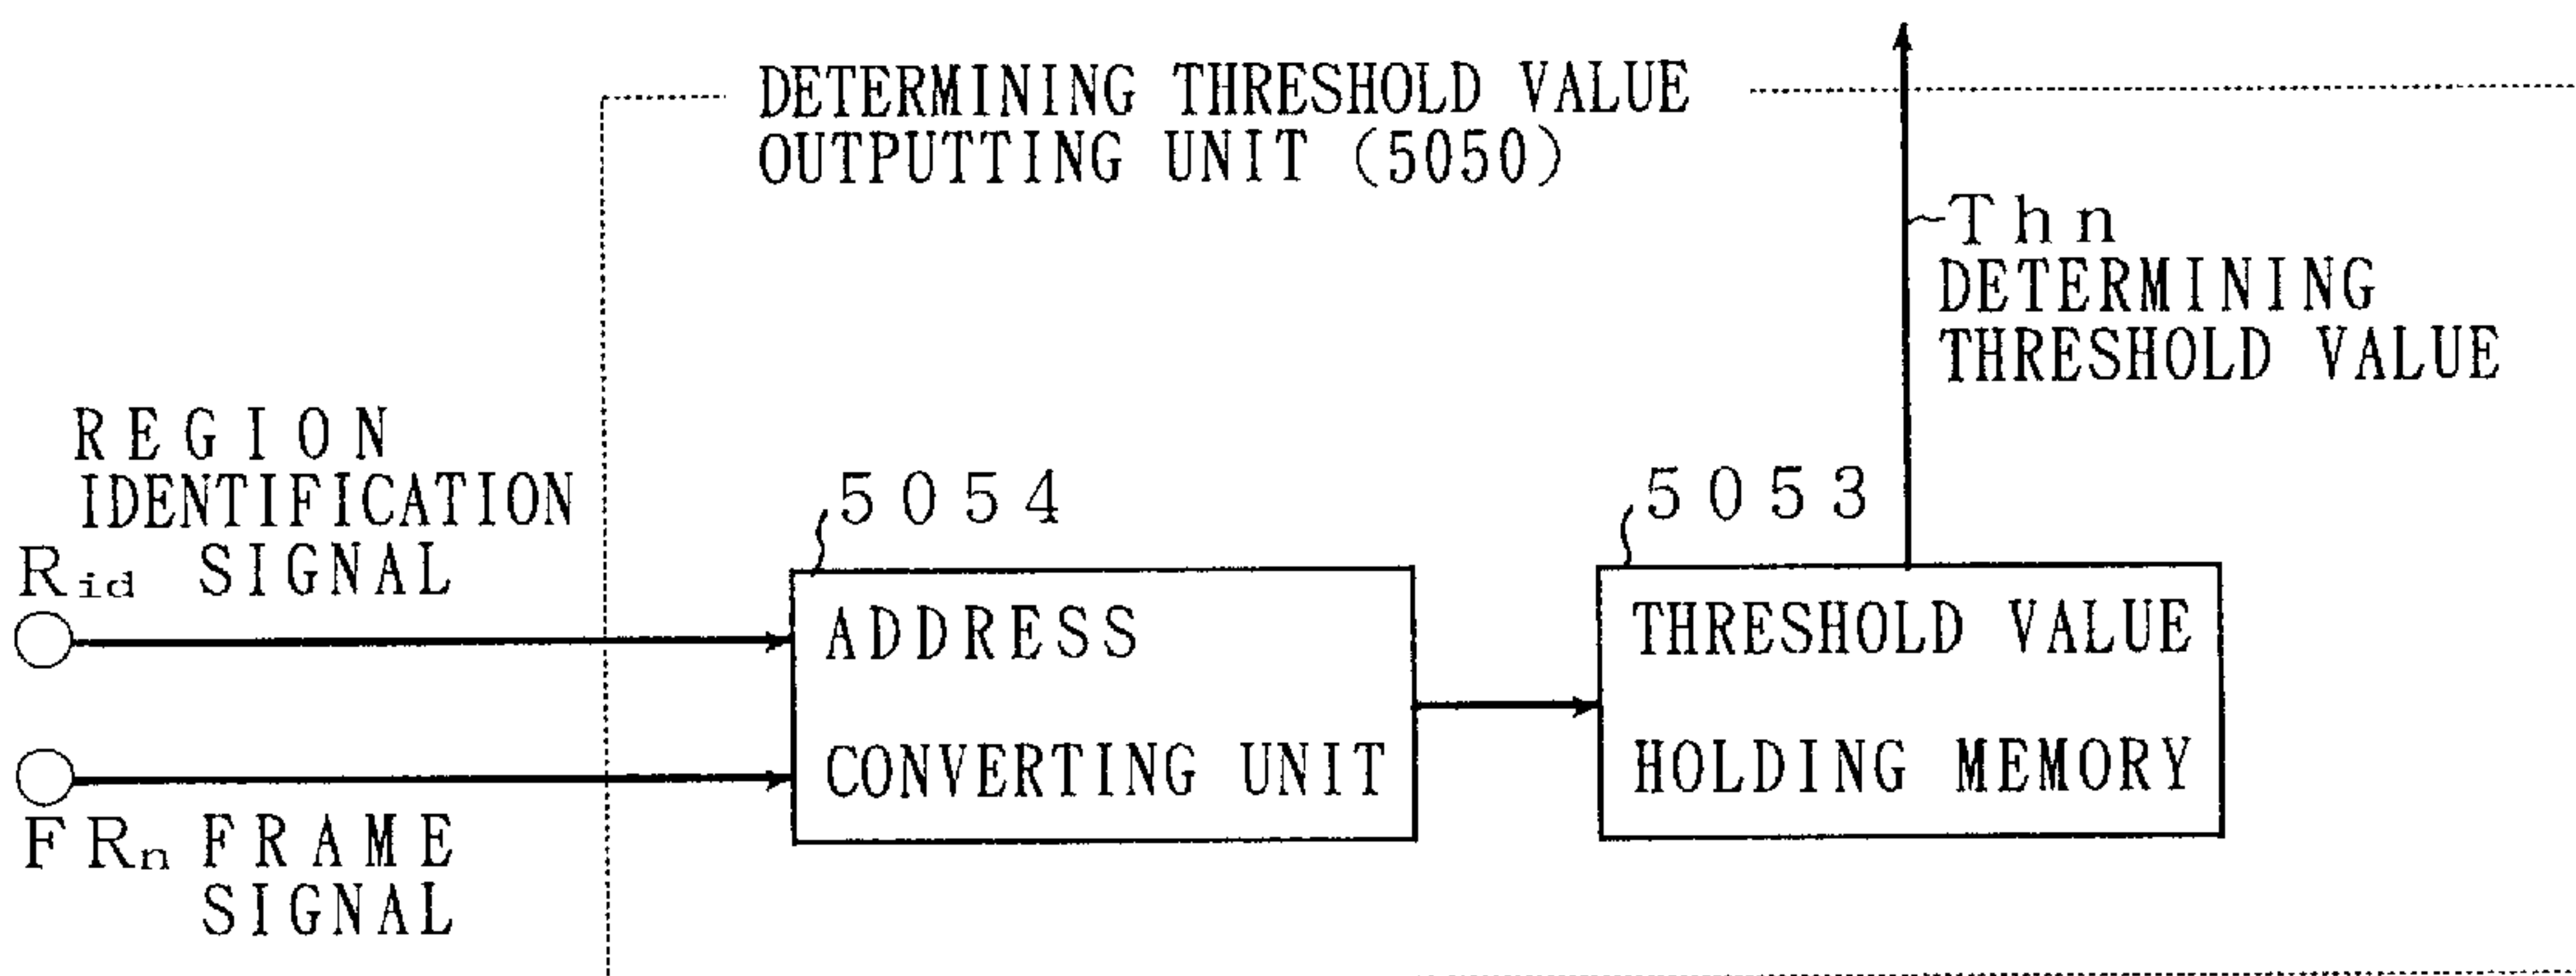 DETERMINING THRESHOLD VALUE
OUTPUTTING UNIT (5050)
Thn
DETERMINING
THRESHOLD VALUE
REGION
IDENTIFICATION
Rid SIGNAL
5054
5053
ADDRESS
CONVERTING UNIT
THRESHOLD VALUE
HOLDING MEMORY
FRn FRAME
SIGNAL